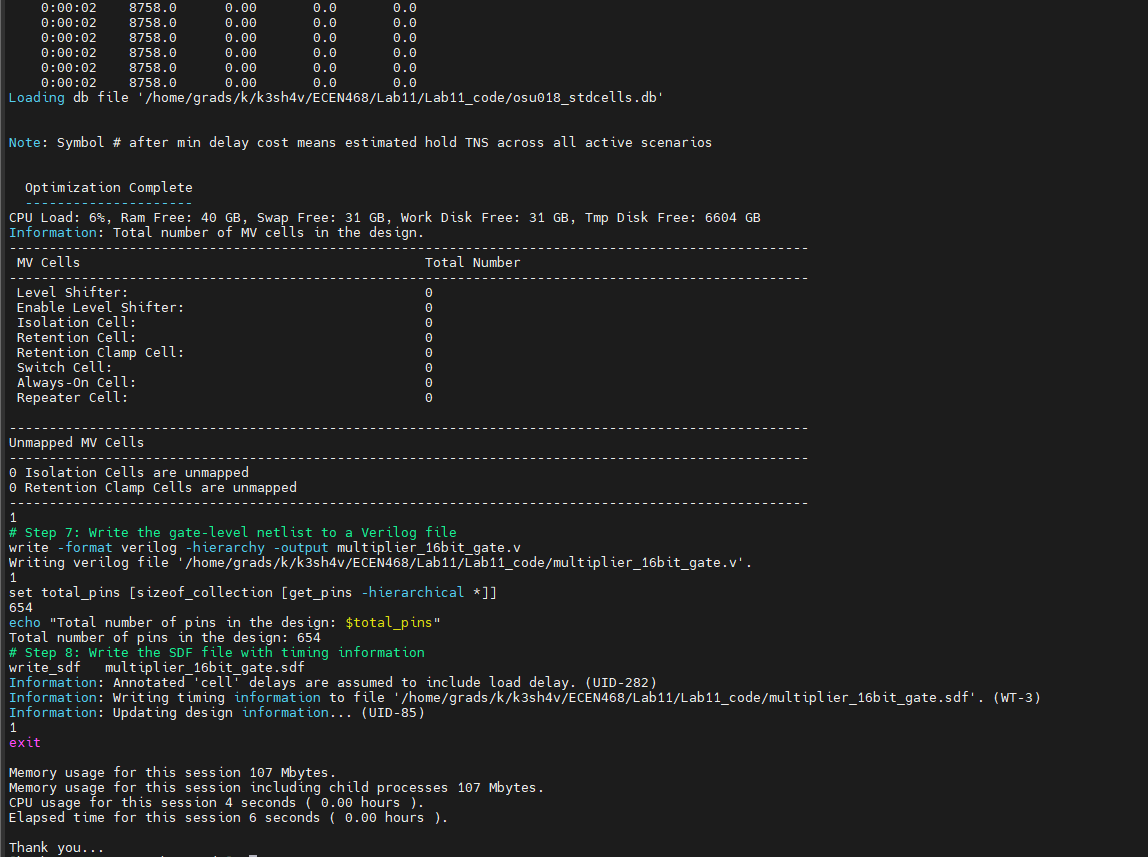 0:00:02 8758.0 0.00 0.0 0.0
0:00:02 8758.0 0.00 0.0 0.0
0:00:02 8758.0 0.00 0.0 0.0
0:00:02 8758.0 0.00 0.0 0.0
0:00:02 8758.0 0.00 0.0 0.0
0:00:02 8758.0 0.00 0.0 0.0
Loading db file '/home/grads/k/k3sh4v/ECEN468/Lab11/Lab11_code/osu018_stdcells.db'
Note: Symbol # after min delay cost means estimated hold TNS across all active scenarios
Optimization Complete
---------------------
CPU Load: 6%, Ram Free: 40 GB, Swap Free: 31 GB, Work Disk Free: 31 GB, Tmp Disk Free: 6604 GB
Information: Total number of MV cells in the design.
----------------------------------------------------------------------------------------------------
MV Cells Total Number
----------------------------------------------------------------------------------------------------
Level Shifter: 0
Enable Level Shifter: 0
Isolation Cell: 0
Retention Cell: 0
Retention Clamp Cell: 0
Switch Cell: 0
Always-On Cell: 0
Repeater Cell: 0
----------------------------------------------------------------------------------------------------
Unmapped MV Cells
----------------------------------------------------------------------------------------------------
0 Isolation Cells are unmapped
0 Retention Clamp Cells are unmapped
----------------------------------------------------------------------------------------------------
1
# Step 7: Write the gate-level netlist to a Verilog file
write -format verilog -hierarchy -output multiplier_16bit_gate.v
Writing verilog file '/home/grads/k/k3sh4v/ECEN468/Lab11/Lab11_code/multiplier_16bit_gate.v'.
1
set total_pins [sizeof_collection [get_pins -hierarchical *]]
654
echo "Total number of pins in the design: $total_pins"
Total number of pins in the design: 654
# Step 8: Write the SDF file with timing information
write_sdf multiplier_16bit_gate.sdf
Information: Annotated 'cell' delays are assumed to include load delay. (UID-282)
Information: Writing timing information to file '/home/grads/k/k3sh4v/ECEN468/Lab11/Lab11_code/multiplier_16bit_gate.sdf'. (WT-3)
Information: Updating design information... (UID-85)
1
exit
Memory usage for this session 107 Mbytes.
Memory usage for this session including child processes 107 Mbytes.
CPU usage for this session 4 seconds ( 0.00 hours ).
Elapsed time for this session 6 seconds ( 0.00 hours ).
Thank you...